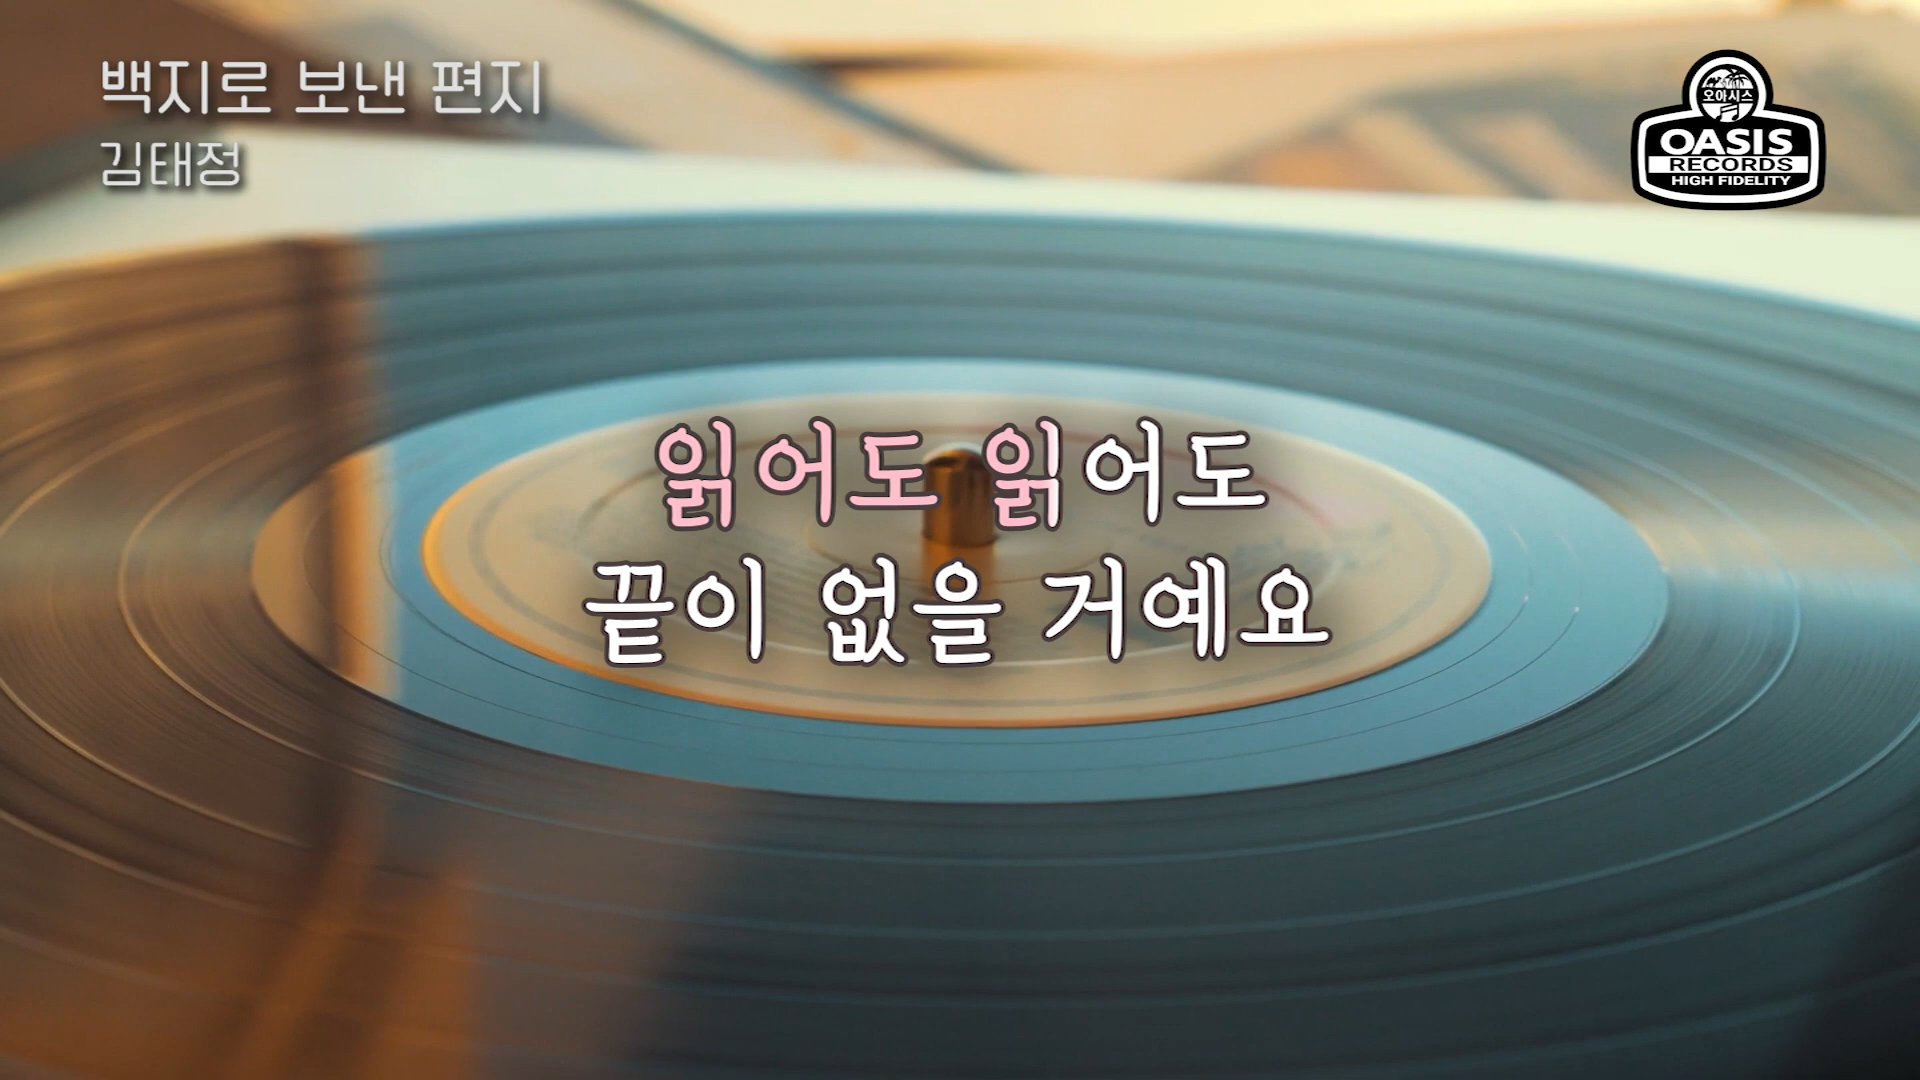 백지로 보낸 편지
김태정
오아시스
OASIS
RECORDS
HIGH FIDELITY
읽어도 읽어도
끝이 없을 거예요